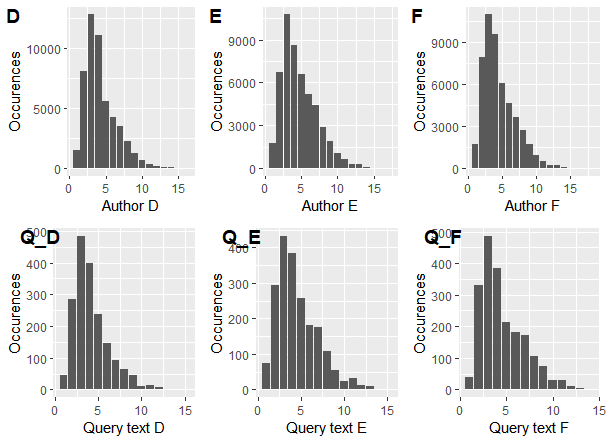 D
Occurences
10000
5000
0
0 5 10 15
Author D
E
Occurences
9000
6000
3000
0
0 5 10 15
Author E
F
Occurences
9000
6000
3000
0
0 5 10 15
Author F
Q_D
Occurences
500
400
300
200
100
0
0 5 10 15
Query text D
Q_E
Occurences
400
300
200
100
0
0 5 10 15
Query text E
Q_F
Occurences
500
400
300
200
100
0
0 5 10 15
Query text F